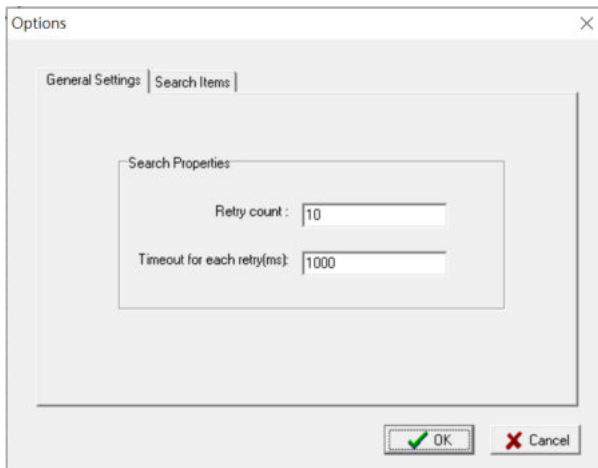 Options
General Settings Search Items
Search Properties
Retry count : 10
Timeout for each retry(ms): 1000
OK Cancel